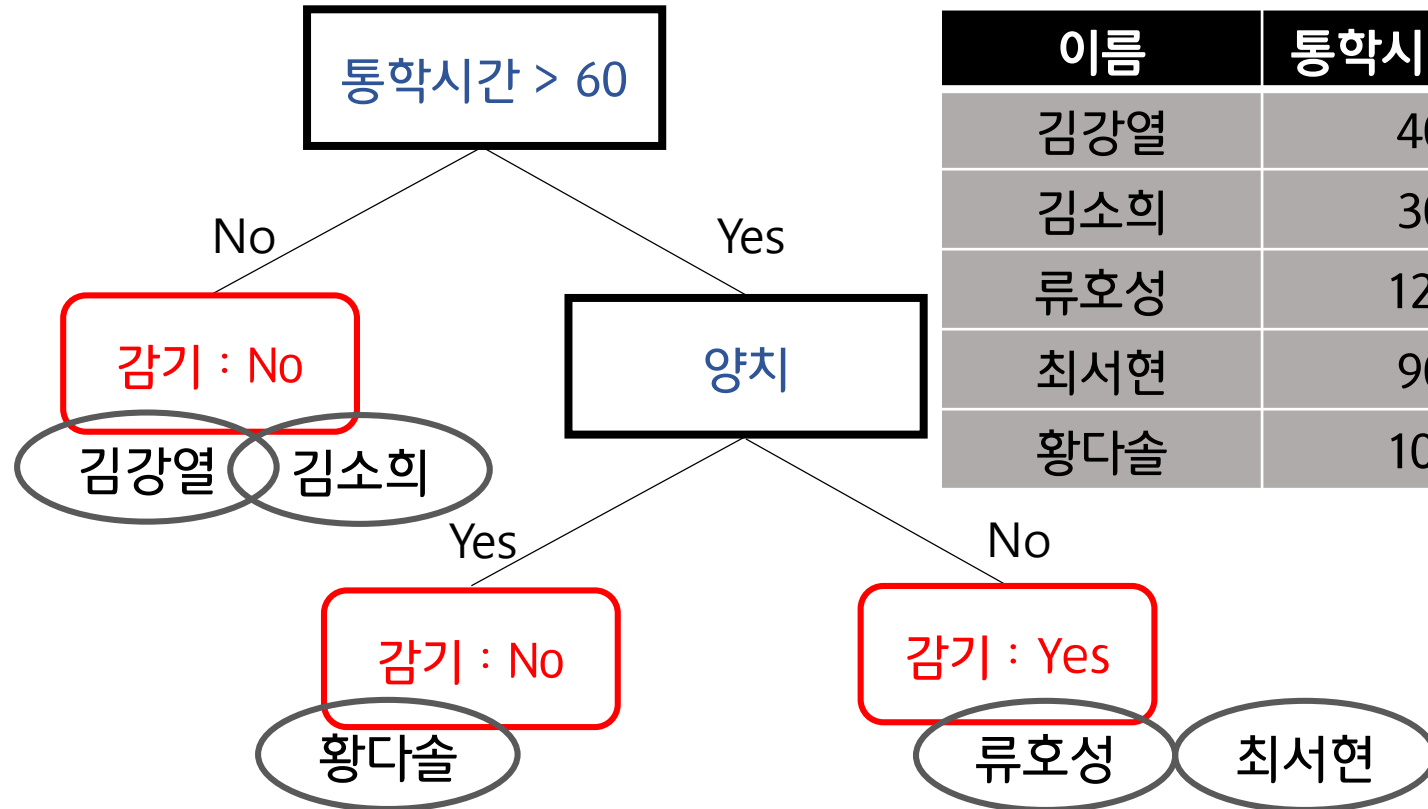 통학시간 > 60
No
Yes
감기 : No
양치
김강열
김소희
Yes
No
감기 : No
감기 : Yes
황다솔
류호성
최서현
이름
김강열
김소희
류호성
최서현
황다솔